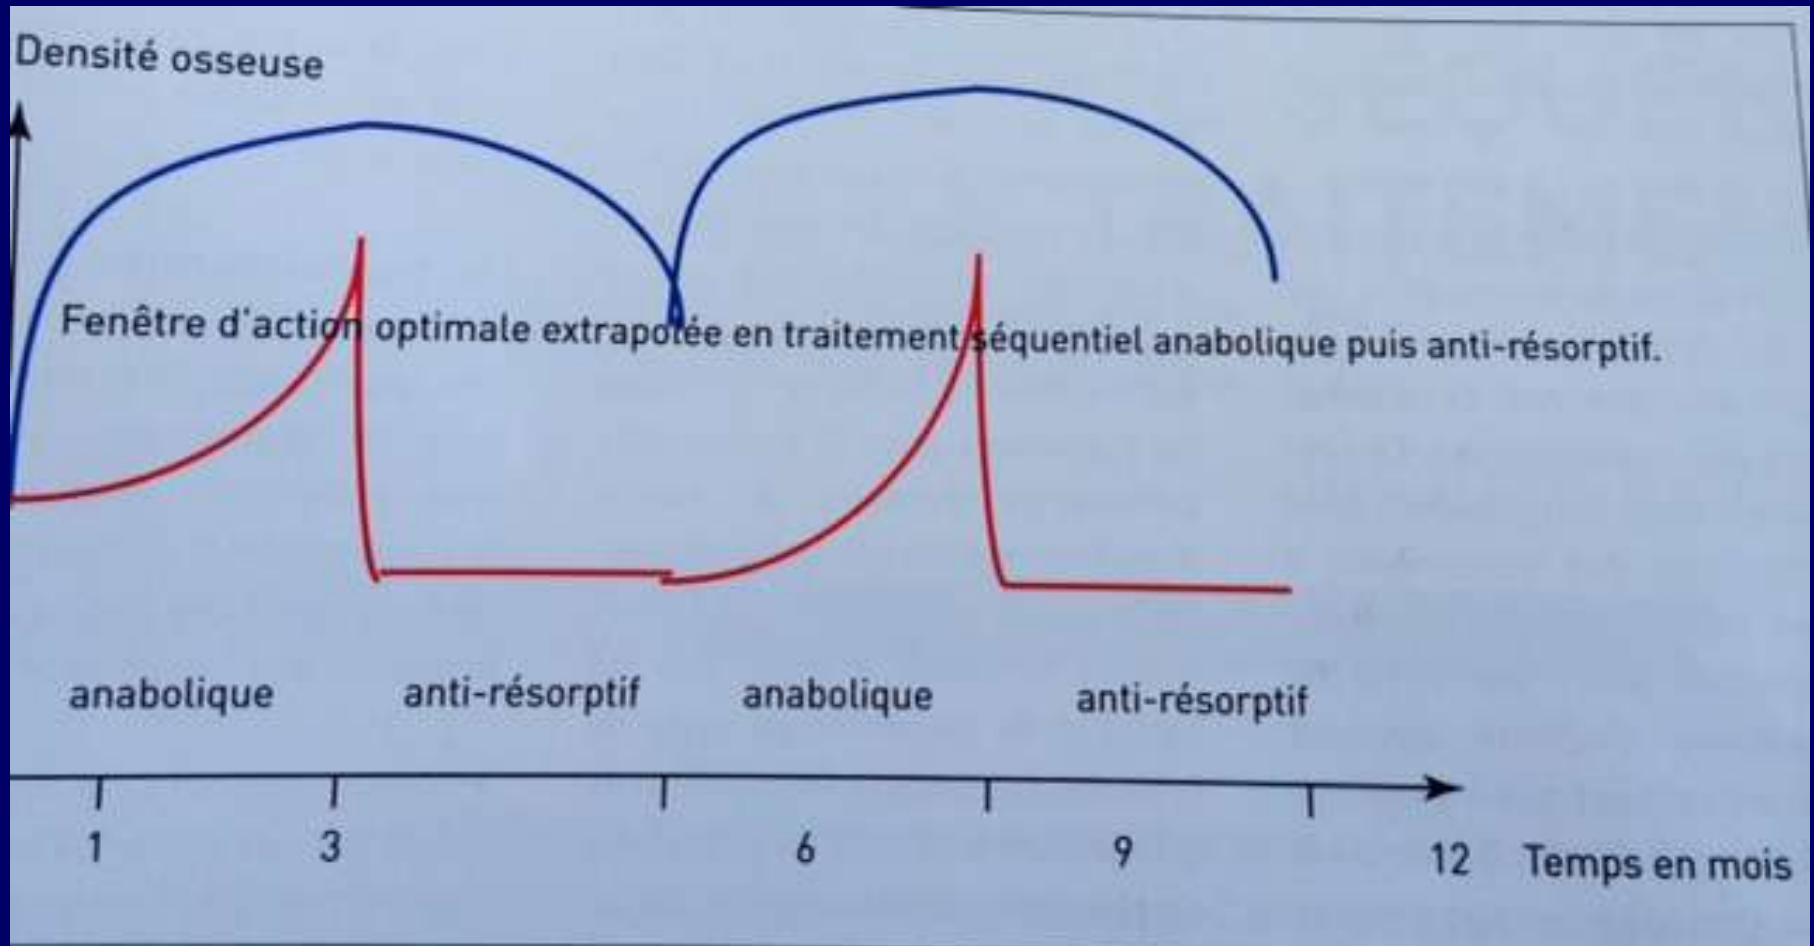 Densité osseuse
Fenêtre d'action optimale extrapolée en traitement séquentiel anabolique puis anti-résorptif.
anabolique anti-résorptif anabolique anti-résorptif
1 3 6 9 12 Temps en mois